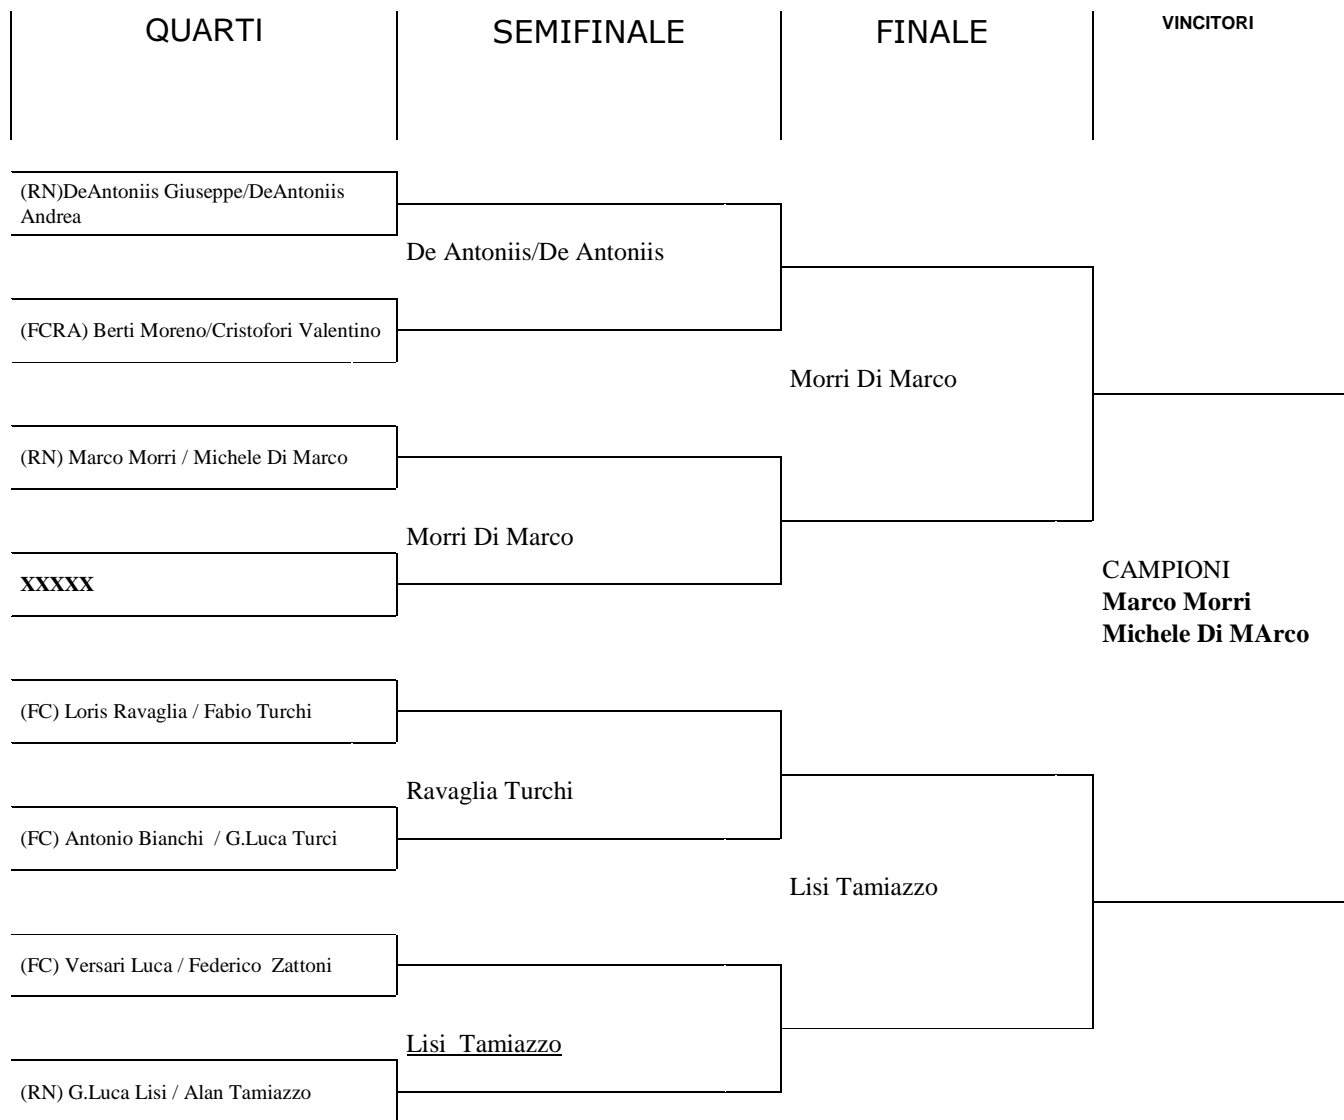 QUARTI
SEMIFINALE
FINALE
VINCITORI
(RN)DeAntoniis Giuseppe/DeAntoniis
Andrea
De Antoniis/De Antoniis
(FCRA) Berti Moreno/Cristofori Valentino
Morri Di Marco
(RN) Marco Morri / Michele Di Marco
Morri Di Marco
XXXXX
CAMPIONI
Marco Morri
Michele Di MArco
(FC) Loris Ravaglia / Fabio Turchi
Ravaglia Turchi
(FC) Antonio Bianchi / G.Luca Turci
Lisi Tamiazzo
(FC) Versari Luca / Federico Zattoni
Lisi Tamiazzo
(RN) G.Luca Lisi / Alan Tamiazzo